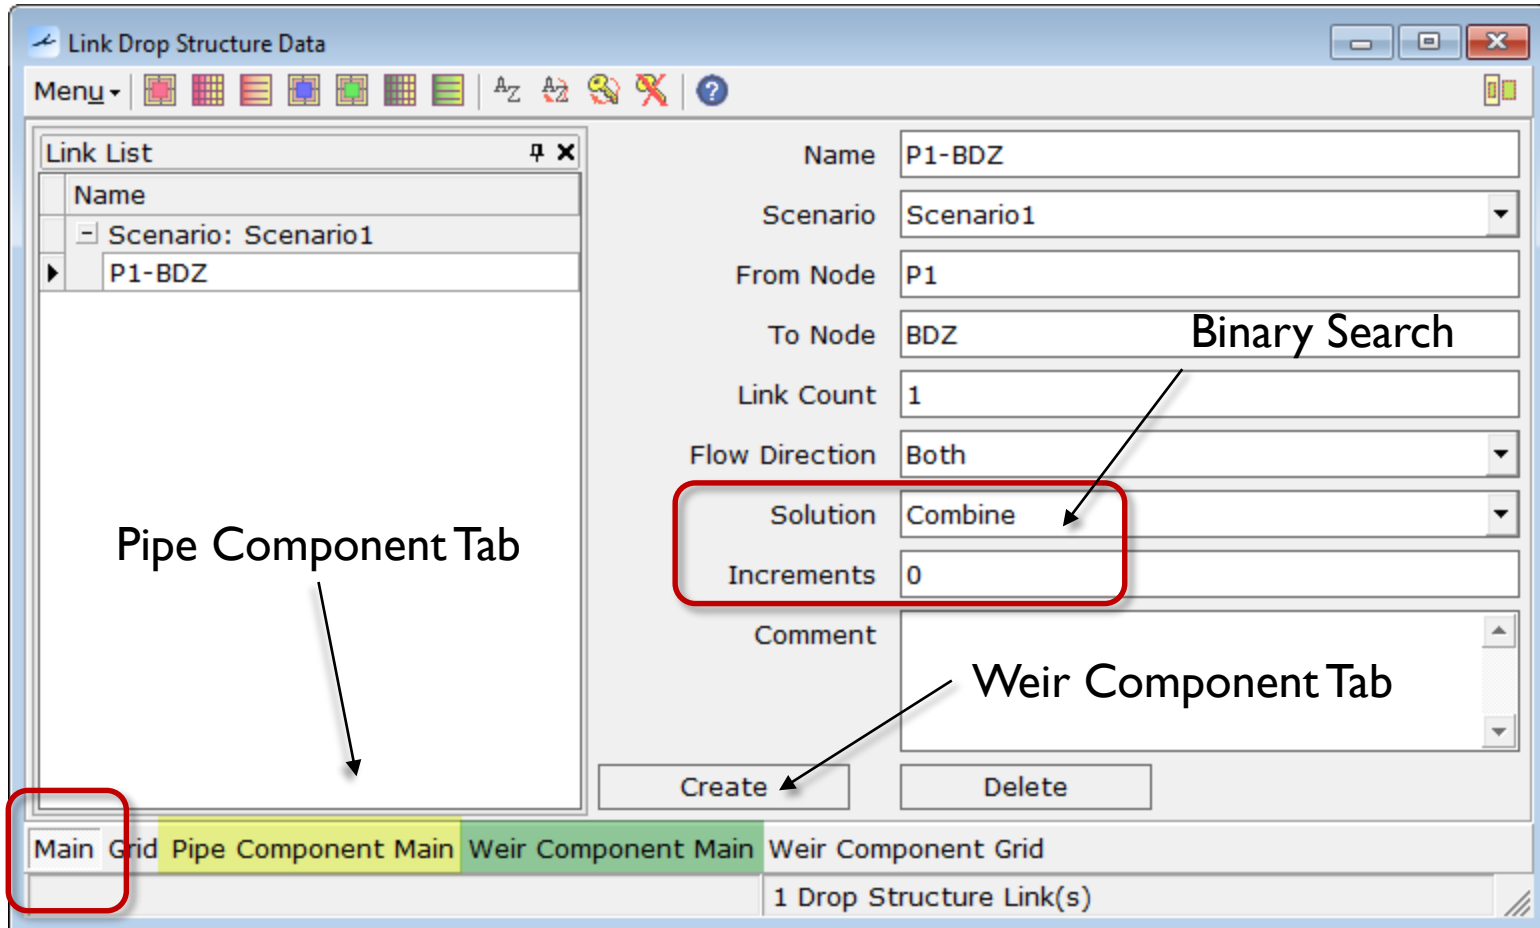 Link Drop Structure Data
Menu
Link List
Name
Scenario: Scenario1
P1-BDZ
Name P1-BDZ
Scenario Scenario1
From Node P1
To Node BDZ
Binary Search
Link Count 1
Flow Direction Both
Solution Combine
Increments 0
Comment
Pipe Component Tab
Weir Component Tab
Create Delete
Main Grid Pipe Component Main Weir Component Main Weir Component Grid
1 Drop Structure Link(s)